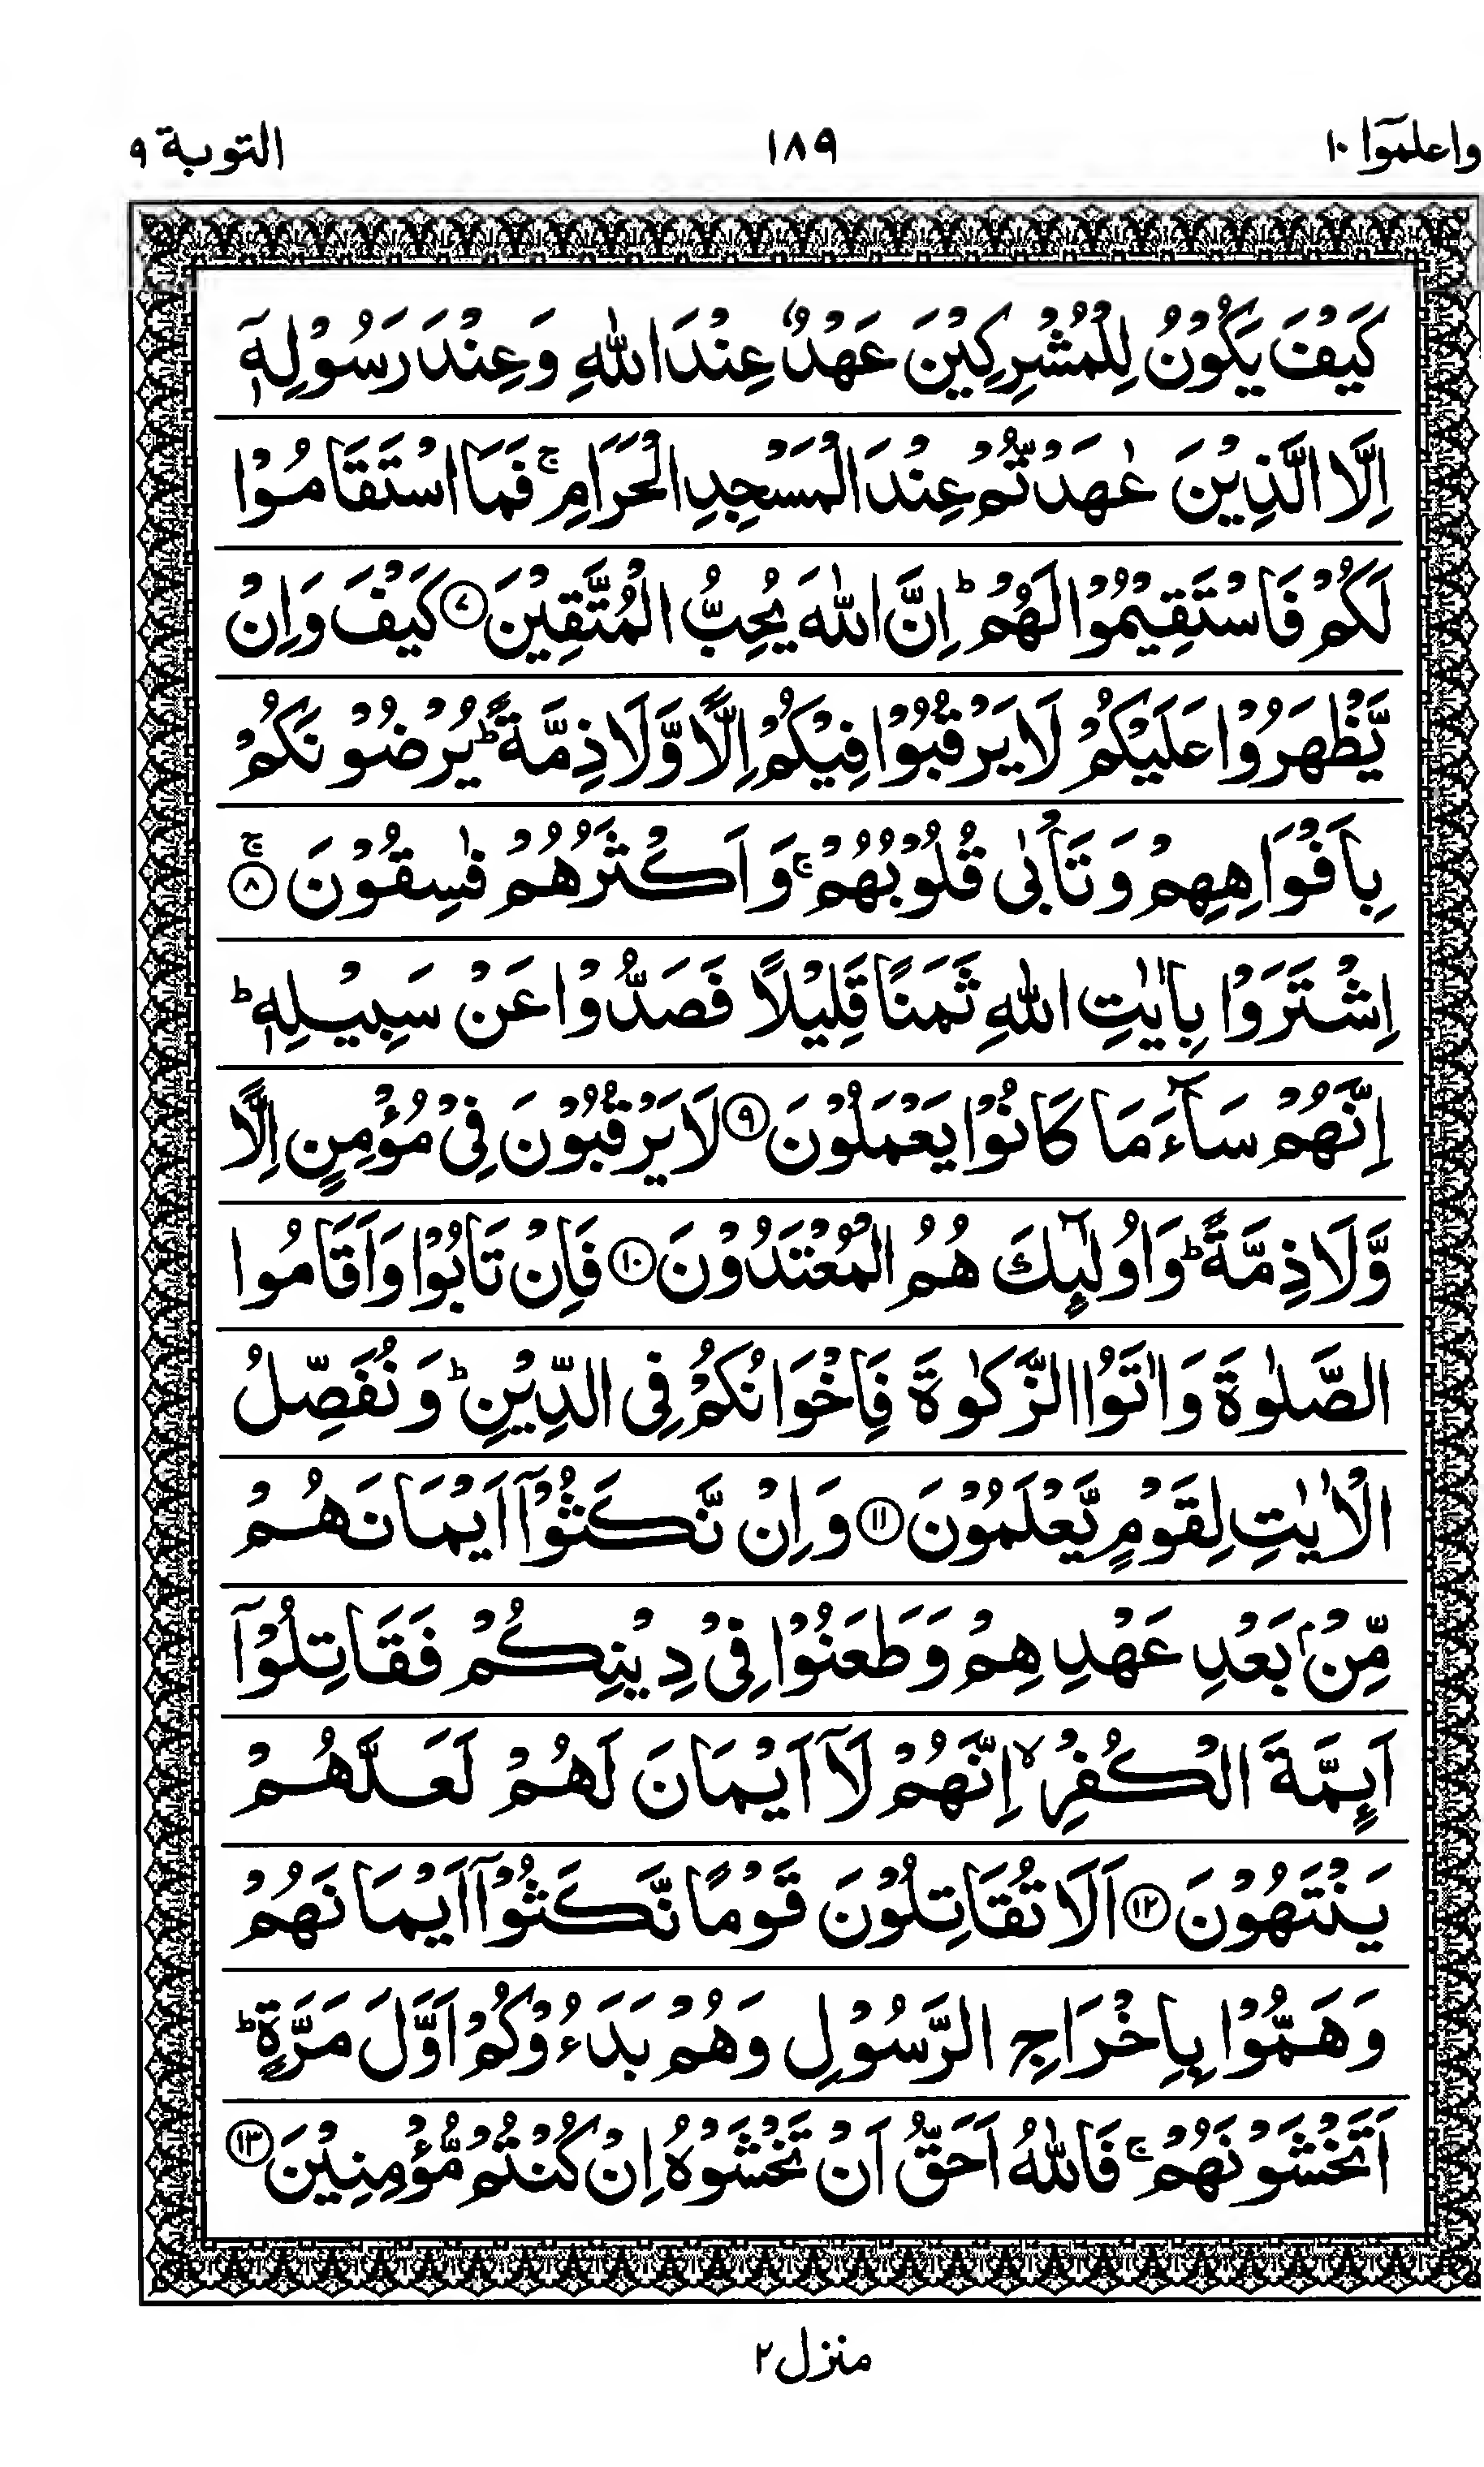 واعلموٓا ١٠
١٨٩
التوبة ٩
كَيْفَ يَكُوْنُ لِلْمُشْرِكِيْنَ عَهْدٌ عِنْدَ اللّٰهِ وَعِنْدَ رَسُوْلِهٖٓ
اِلَّا الَّذِيْنَ عٰهَدْتُّمْ عِنْدَ الْمَسْجِدِ الْحَرَامِ ۚ فَمَا اسْتَقَامُوْا
لَكُمْ فَاسْتَقِيْمُوْا لَهُمْ ؕ اِنَّ اللّٰهَ يُحِبُّ الْمُتَّقِيْنَ ۝٧ كَيْفَ وَاِنْ
يَّظْهَرُوْا عَلَيْكُمْ لَا يَرْقُبُوْا فِيْكُمْ اِلًّا وَّلَا ذِمَّةً ؕ يُرْضُوْنَكُمْ
بِاَفْوَاهِهِمْ وَتَاْبٰى قُلُوْبُهُمْ ۚ وَاَكْثَرُهُمْ فٰسِقُوْنَ ۝٨ ۚ
اِشْتَرَوْا بِاٰيٰتِ اللّٰهِ ثَمَنًا قَلِيْلًا فَصَدُّوْا عَنْ سَبِيْلِهٖ ؕ
اِنَّهُمْ سَآءَ مَا كَانُوْا يَعْمَلُوْنَ ۝٩ لَا يَرْقُبُوْنَ فِيْ مُؤْمِنٍ اِلًّا
وَّلَا ذِمَّةً ؕ وَاُولٰٓئِكَ هُمُ الْمُعْتَدُوْنَ ۝١٠ فَاِنْ تَابُوْا وَاَقَامُوا
الصَّلٰوةَ وَاٰتَوُا الزَّكٰوةَ فَاِخْوَانُكُمْ فِى الدِّيْنِ ؕ وَنُفَصِّلُ
الْاٰيٰتِ لِقَوْمٍ يَّعْلَمُوْنَ ۝١١ وَاِنْ نَّكَثُوْٓا اَيْمَانَهُمْ
مِّنْۢ بَعْدِ عَهْدِهِمْ وَطَعَنُوْا فِيْ دِيْنِكُمْ فَقَاتِلُوْٓا
اَئِمَّةَ الْكُفْرِ ۙ اِنَّهُمْ لَآ اَيْمَانَ لَهُمْ لَعَلَّهُمْ
يَنْتَهُوْنَ ۝١٢ اَلَا تُقَاتِلُوْنَ قَوْمًا نَّكَثُوْٓا اَيْمَانَهُمْ
وَهَمُّوْا بِاِخْرَاجِ الرَّسُوْلِ وَهُمْ بَدَءُوْكُمْ اَوَّلَ مَرَّةٍ ؕ
اَتَخْشَوْنَهُمْ ۚ فَاللّٰهُ اَحَقُّ اَنْ تَخْشَوْهُ اِنْ كُنْتُمْ مُّؤْمِنِيْنَ ۝١٣
منزل ٢